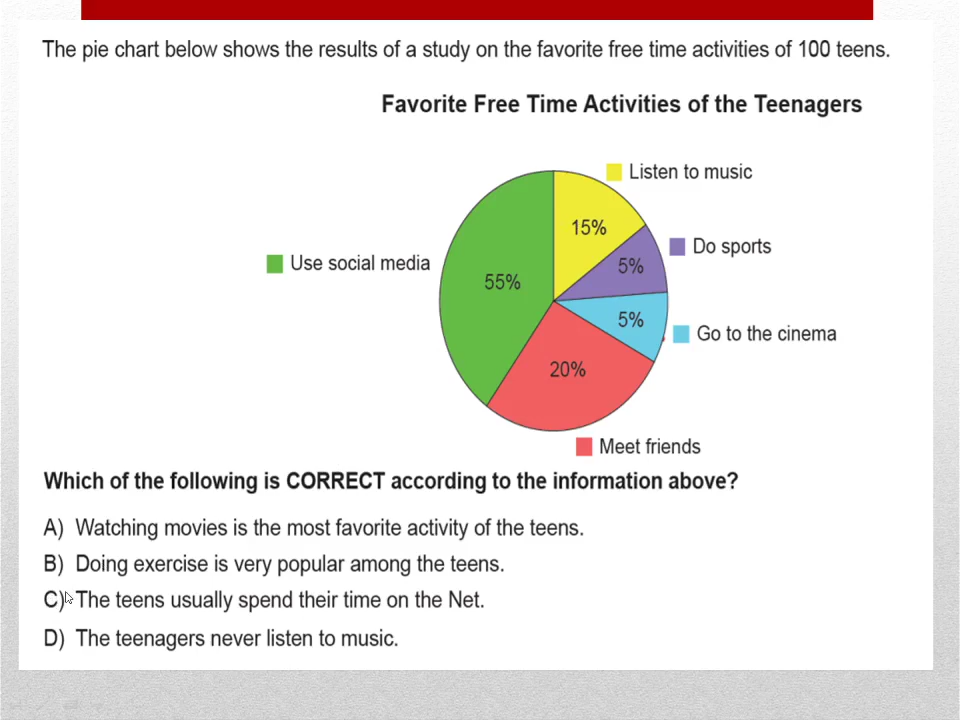 The pie chart below shows the results of a study on the favorite free time activities of 100 teens.
Favorite Free Time Activities of the Teenagers
Listen to music
15%
Do sports
5%
Use social media
55%
5%
Go to the cinema
20%
Meet friends
Which of the following is CORRECT according to the information above?
A) Watching movies is the most favorite activity of the teens.
B) Doing exercise is very popular among the teens.
C) The teens usually spend their time on the Net.
D) The teenagers never listen to music.